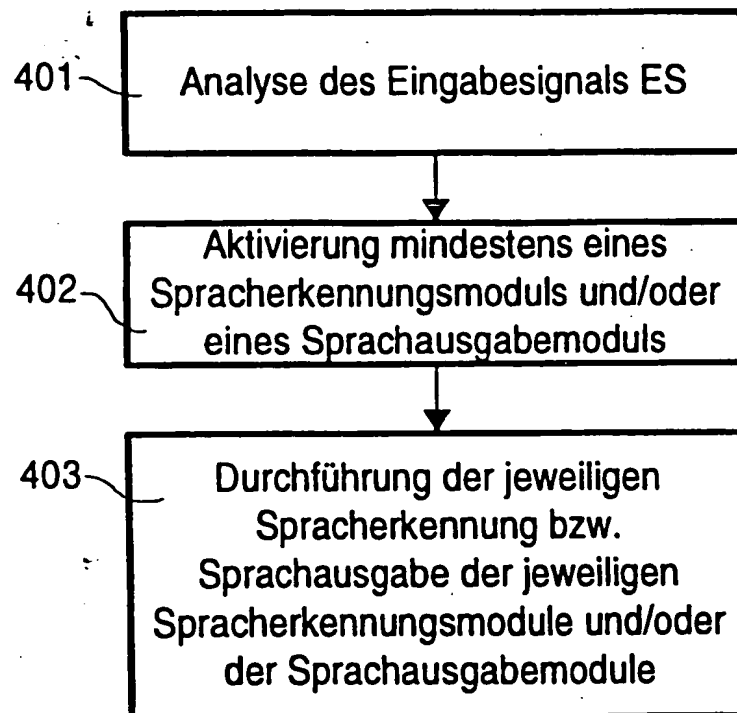 401
Analyse des Eingabesignals ES
402
Aktivierung mindestens eines
Spracherkennungsmoduls und/oder
eines Sprachausgabemoduls
403
Durchführung der jeweiligen
Spracherkennung bzw.
Sprachausgabe der jeweiligen
Spracherkennungsmodule und/oder
der Sprachausgabemodule